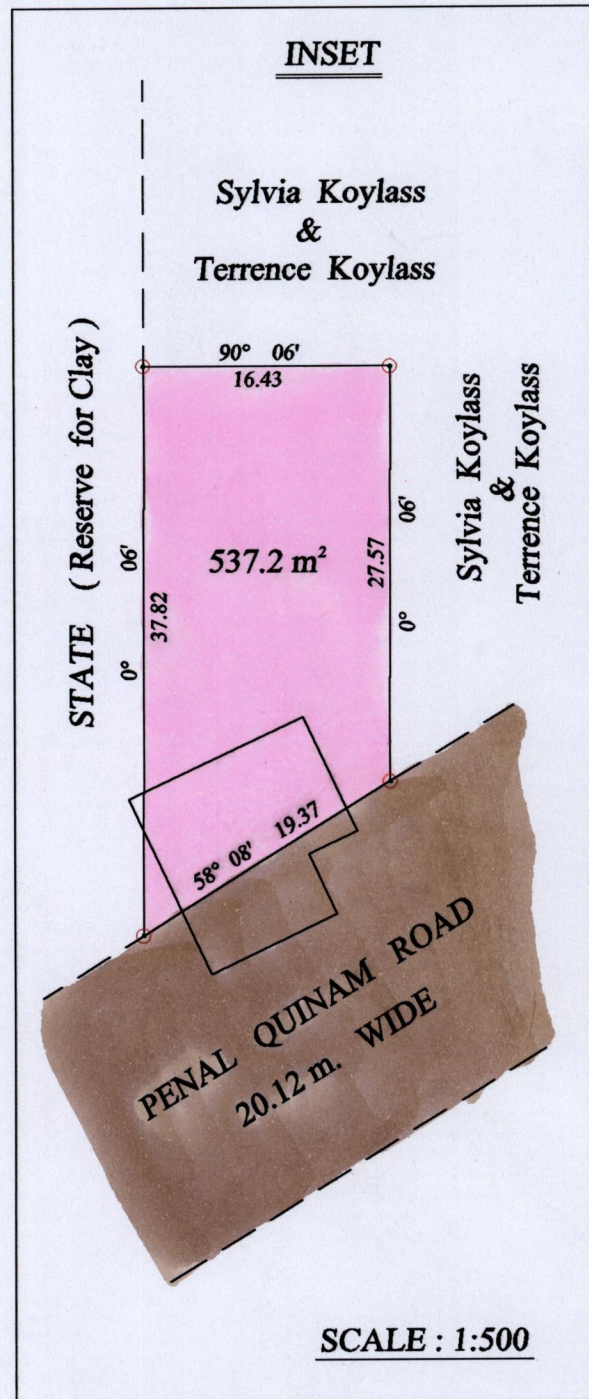 INSET
Sylvia Koylass
&
Terrence Koylass
90° 06'
16.43
STATE ( Reserve for Clay )
0° 06'
37.82
537.2 m²
27.57
0° 06'
Sylvia Koylass
&
Terrence Koylass
58° 08' 19.37
PENAL QUINAM ROAD
20.12 m. WIDE
SCALE : 1:500